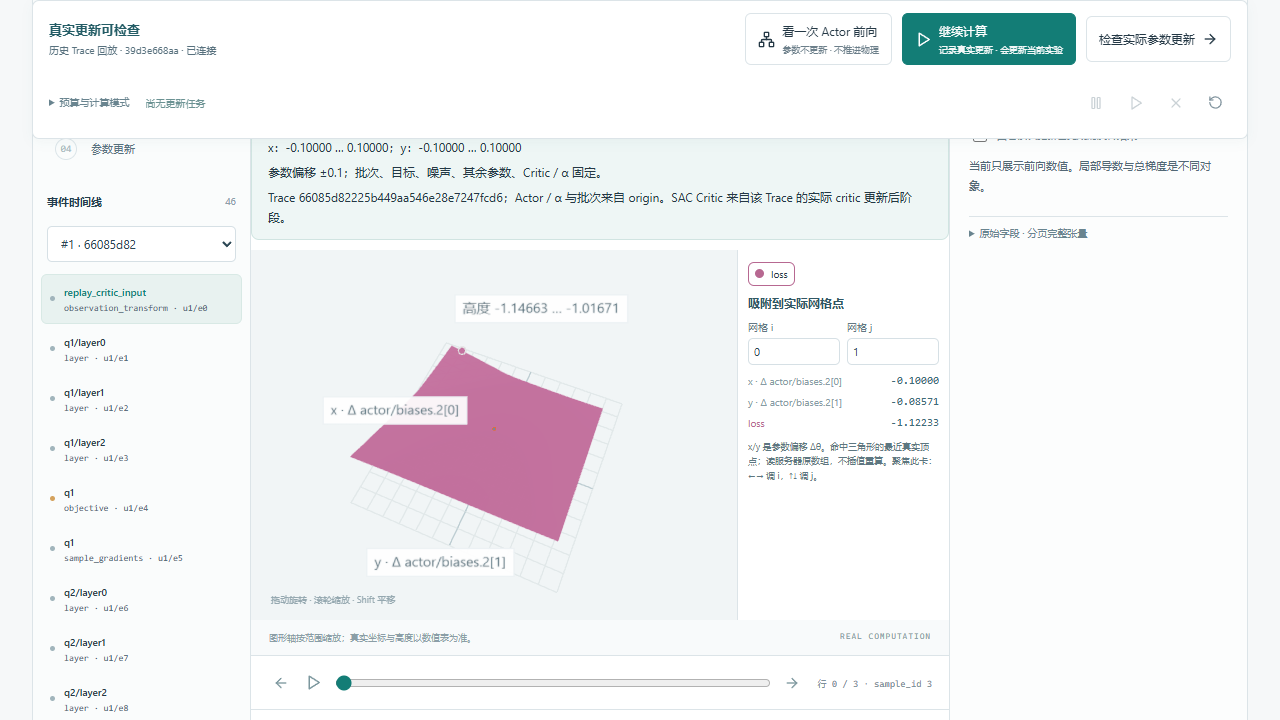 真实更新可检查
历史 Trace 回放 · 39d3e668aa · 已连接
看一次 Actor 前向
参数不更新 · 不推进物理
继续计算
记录真实更新 · 会更新当前实验
检查实际参数更新
预算与计算模式
尚无更新任务
04
参数更新
事件时间线
46
#1 · 66085d82
replay_critic_input
observation_transform · u1/e0
q1/layer0
layer · u1/e1
q1/layer1
layer · u1/e2
q1/layer2
layer · u1/e3
q1
objective · u1/e4
q1
sample_gradients · u1/e5
q2/layer0
layer · u1/e6
q2/layer1
layer · u1/e7
q2/layer2
layer · u1/e8
x: -0.10000 … 0.10000; y: -0.10000 … 0.10000
参数偏移 ±0.1；批次、目标、噪声、其余参数、Critic / α 固定。
Trace 66085d82225b449aa546e28e7247fcd6；Actor / α 与批次来自 origin。SAC Critic 来自该 Trace 的实际 critic 更新后阶
段。
高度 -1.14663 … -1.01671
x · Δ actor/biases.2[0]
y · Δ actor/biases.2[1]
拖动旋转 · 滚轮缩放 · Shift 平移
loss
吸附到实际网格点
网格 i
网格 j
0
1
x · Δ actor/biases.2[0]
-0.10000
y · Δ actor/biases.2[1]
-0.08571
loss
-1.12233
x/y 是参数偏移 Δθ。命中三角形的最近真实顶
点；读服务器原数组，不插值重算。聚焦此卡：
←→ 调 i，↑↓ 调 j。
图形轴按范围缩放；真实坐标与高度以数值表为准。
REAL COMPUTATION
行 0 / 3 · sample_id 3
当前只展示前向数值。局部导数与总梯度是不同对
象。
原始字段 · 分页完整张量